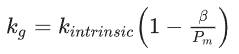 k_g = k_{intrinsic}\left(1 - \frac{\beta}{P_m}\right)